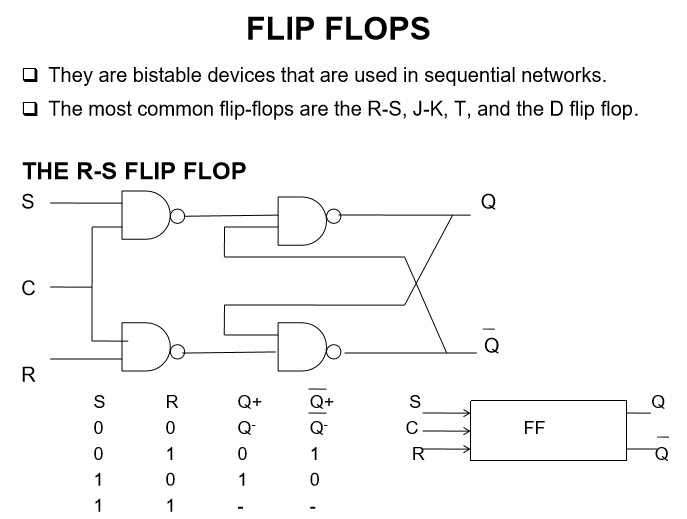 FLIP FLOPS
❑ They are bistable devices that are used in sequential networks.
❑ The most common flip-flops are the R-S, J-K, T, and the D flip flop.
THE R-S FLIP FLOP
S
Q
C
Q̅
R
S R Q+ Q̅+
0 0 Q- Q̅-
0 1 0 1
1 0 1 0
1 1 - -
S Q
C FF
R Q̅